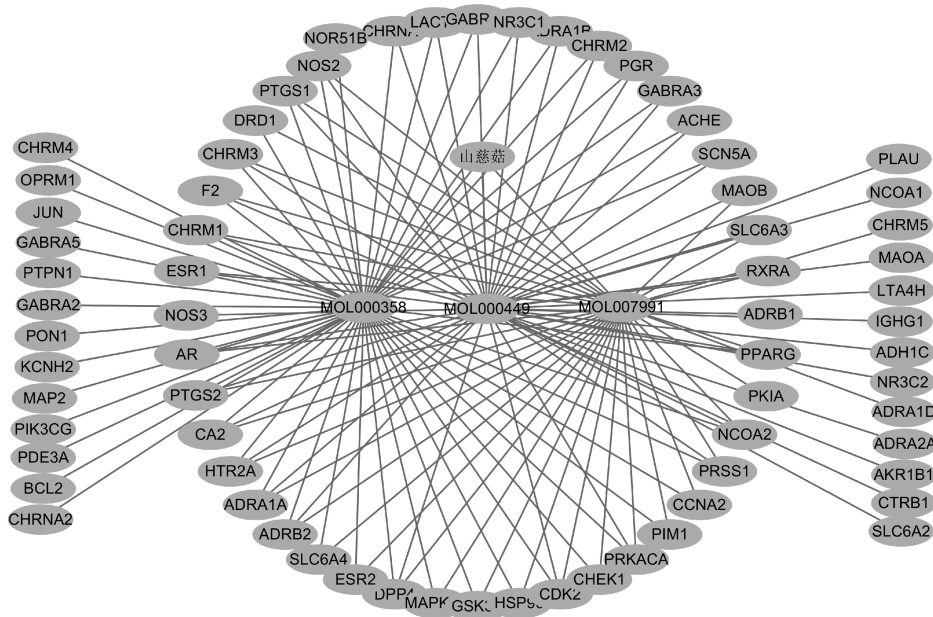 NOR51B
NOS2
PTGS1
DRD1
CHRM3
F2
CHRM1
ESR1
NOS3
AR
PTGS2
CA2
HTR2A
ADRA1A
ADRB2
SLC6A4
ESR2
CDK2
CHEK1
PRKACA
PIM1
CCNA2
PRSS1
NCOA2
PKIA
PPARG
ADRB1
RXRA
SLC6A3
MAOB
SCN5A
ACHE
GABRA3
PGR
CHRM2
NR3C1
山慈菇
MOL000358
MOL000449
MOL007991
CHRM4
OPRM1
JUN
GABRA5
PTPN1
GABRA2
PON1
KCNH2
MAP2
PIK3CG
PDE3A
BCL2
CHRNA2
PLAU
NCOA1
CHRM5
MAOA
LTA4H
IGHG1
ADH1C
NR3C2
ADRA1D
ADRA2A
AKR1B1
CTRB1
SLC6A2